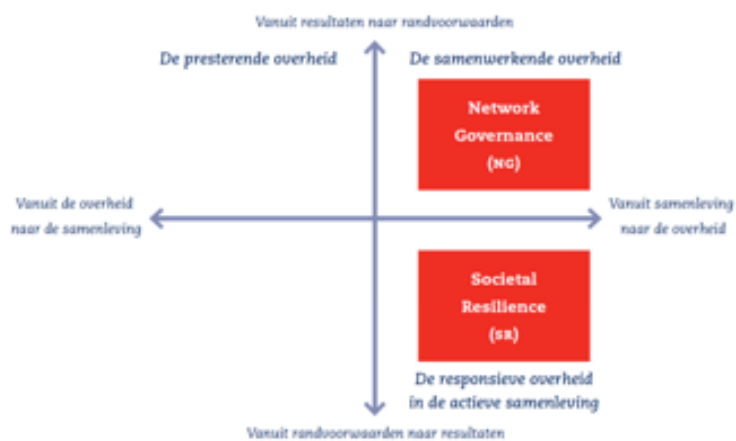 Vanuit resultaten naar randvoorwaarden
De presterende overheid
De samenwerkende overheid
Network
Governance
(NG)
Vanuit de overheid
naar de samenleving
Vanuit samenleving
naar de overheid
Societal
Resilience
(SR)
De responsieve overheid
in de actieve samenleving
Vanuit randvoorwaarden naar resultaten